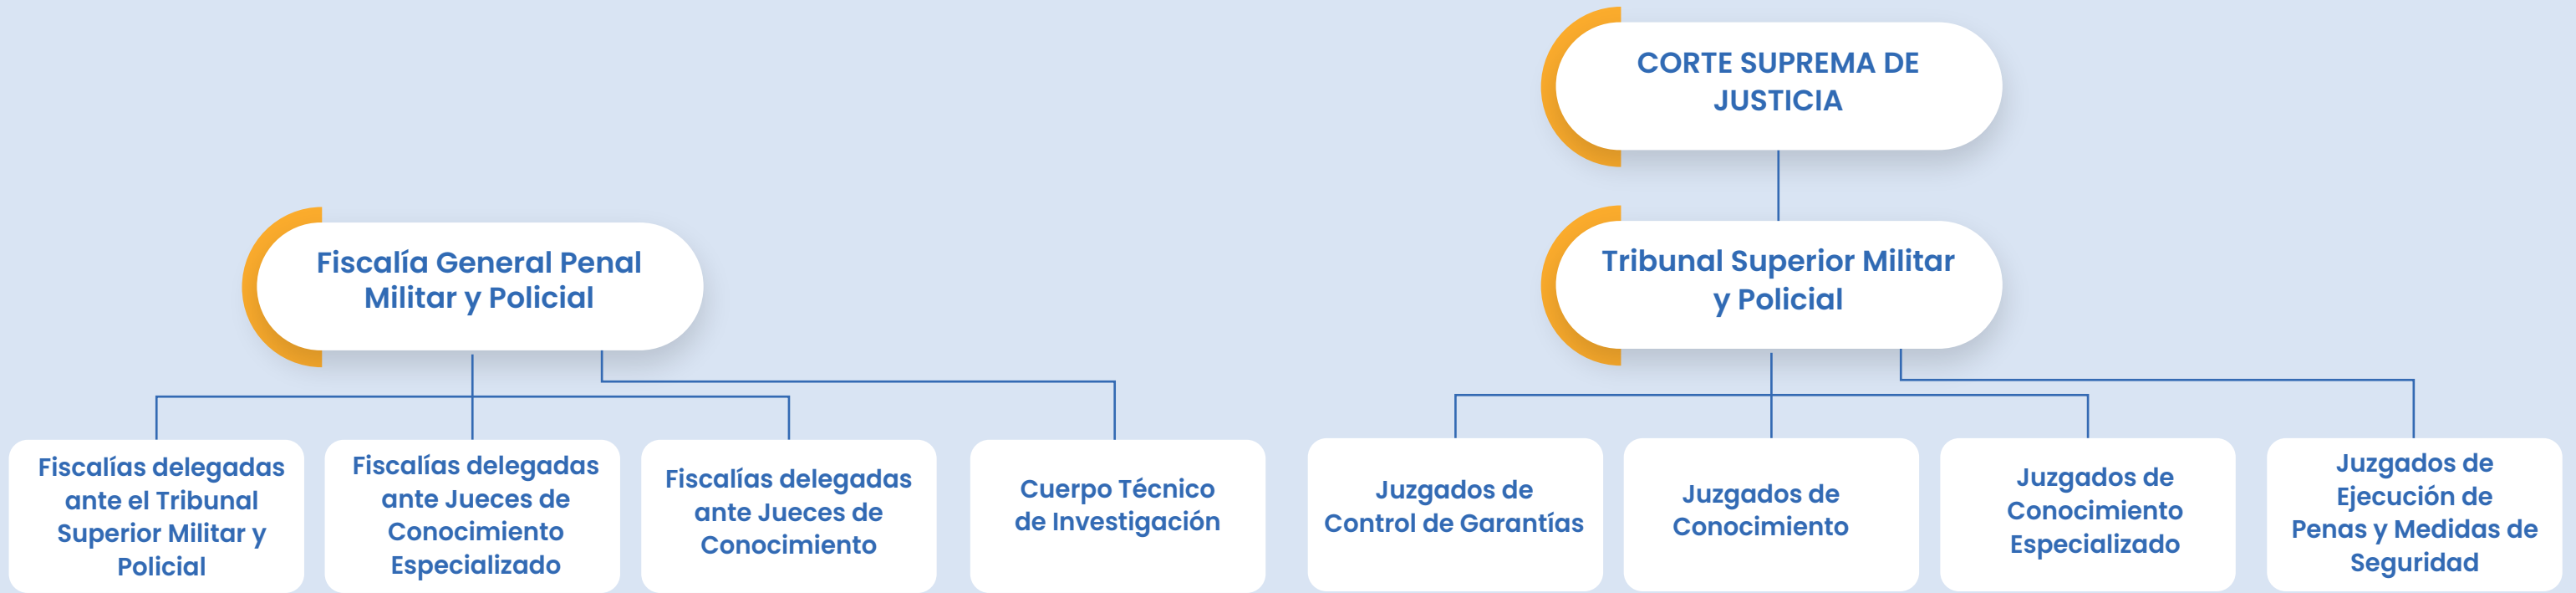 CORTE SUPREMA DE
JUSTICIA
Fiscalía General Penal
Militar y Policial
Tribunal Superior Militar
y Policial
Fiscalías delegadas
ante el Tribunal
Superior Militar y
Policial
Fiscalías delegadas
ante Jueces de
Conocimiento
Especializado
Fiscalías delegadas
ante Jueces de
Conocimiento
Cuerpo Técnico
de Investigación
Juzgados de
Control de Garantías
Juzgados de
Conocimiento
Juzgados de
Conocimiento
Especializado
Juzgados de
Ejecución de
Penas y Medidas de
Seguridad